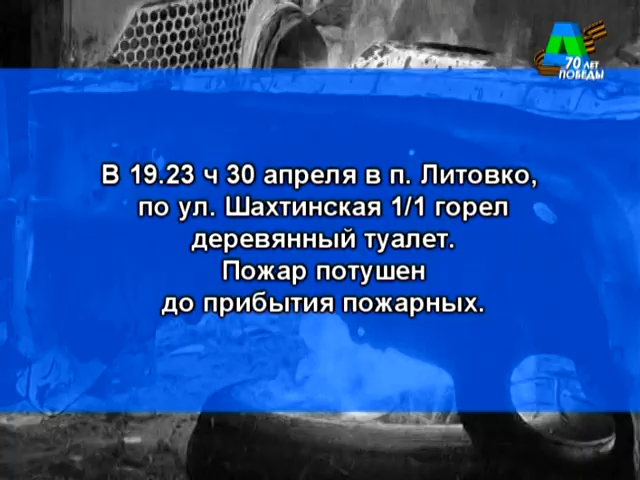 70 ЛЕТ
ПОБЕДЫ
В 19.23 ч 30 апреля в п. Литовко,
по ул. Шахтинская 1/1 горел
деревянный туалет.
Пожар потушен
до прибытия пожарных.